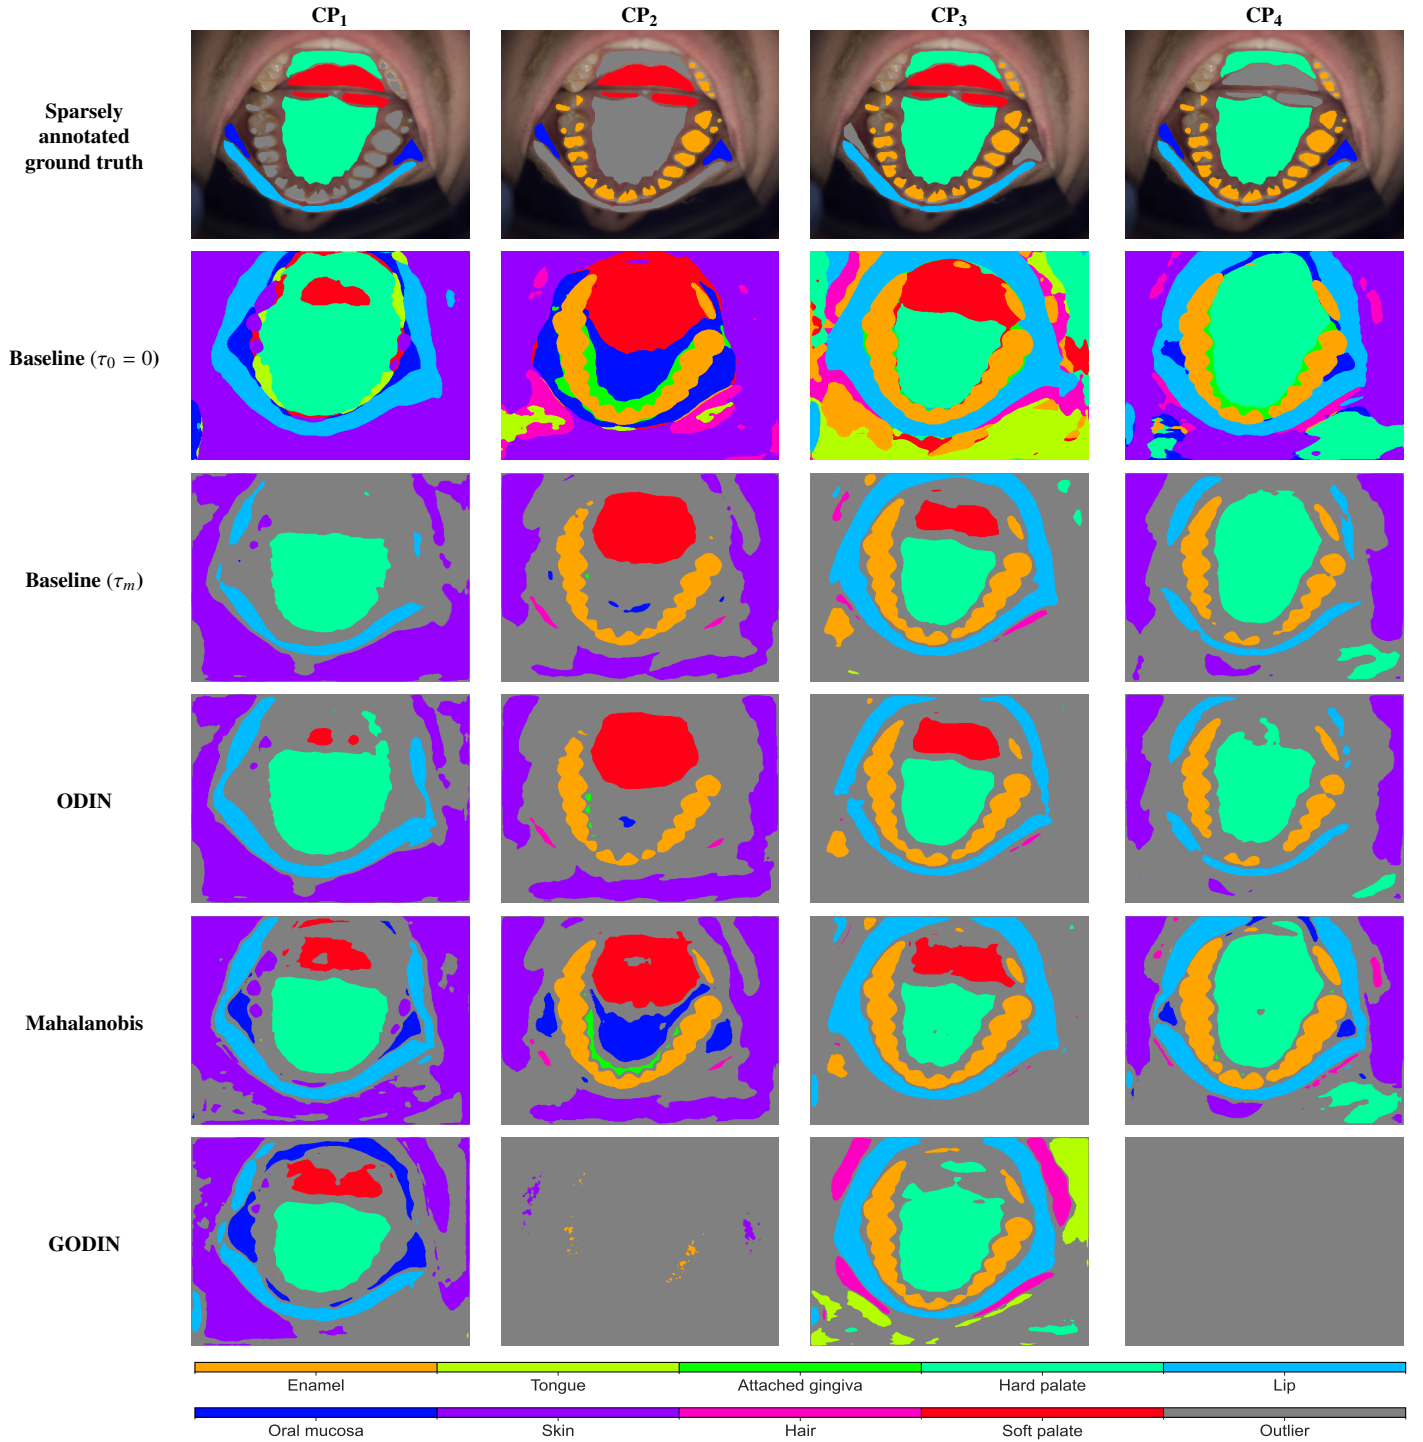 CP₁ CP₂ CP₃ CP₄
Sparsely
annotated
ground truth
Baseline (τ₀ = 0)
Baseline (τₘ)
ODIN
Mahalanobis
GODIN
Enamel Tongue Attached gingiva Hard palate Lip
Oral mucosa Skin Hair Soft palate Outlier